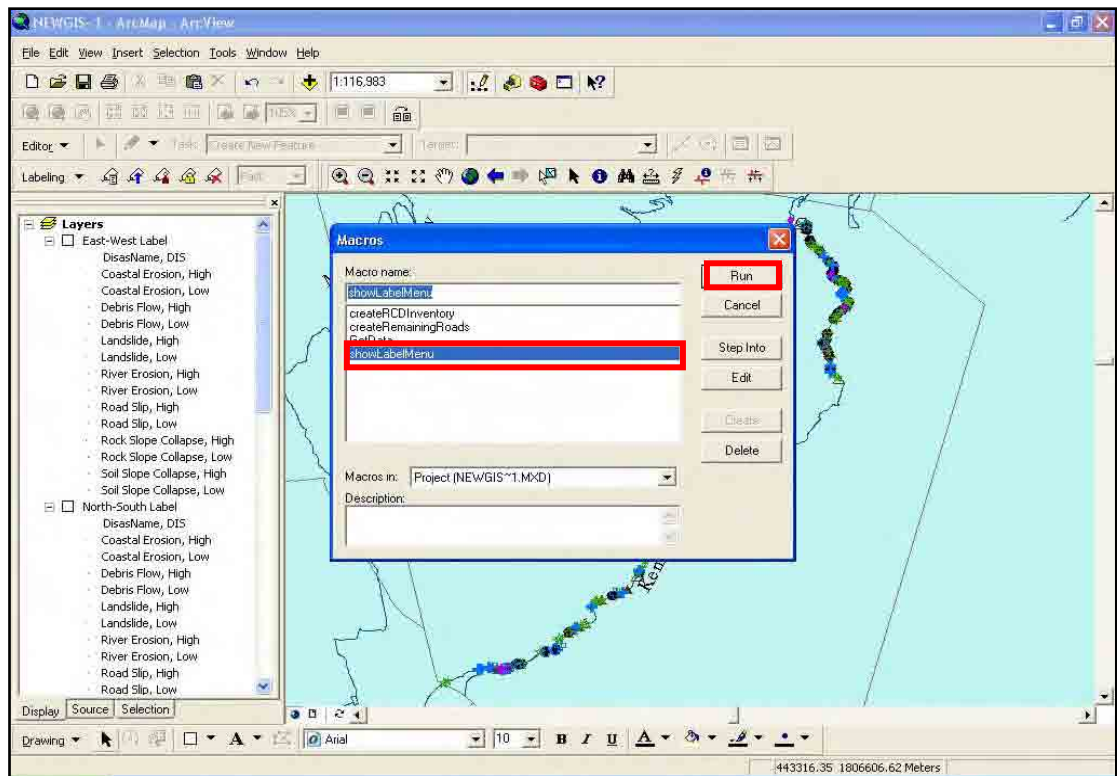 NEWGIS~1 - ArcMap - ArcView
File Edit View Insert Selection Tools Window Help
1:116,983
105%
Editor Task: Create New Feature Target:
Labeling Fast
Layers
East-West Label
DisasName, DIS
Coastal Erosion, High
Coastal Erosion, Low
Debris Flow, High
Debris Flow, Low
Landslide, High
Landslide, Low
River Erosion, High
River Erosion, Low
Road Slip, High
Road Slip, Low
Rock Slope Collapse, High
Rock Slope Collapse, Low
Soil Slope Collapse, High
Soil Slope Collapse, Low
North-South Label
DisasName, DIS
Coastal Erosion, High
Coastal Erosion, Low
Debris Flow, High
Debris Flow, Low
Landslide, High
Landslide, Low
River Erosion, High
River Erosion, Low
Road Slip, High
Road Slip, Low
Display Source Selection
Macros
Macro name:
showLabelMenu
createRCDInventory
createRemainingRoads
GetData
showLabelMenu
Run
Cancel
Step Into
Edit
Create
Delete
Macros in: Project (NEWGIS~1.MXD)
Description:
Ken
Drawing A Arial 10 B I U A
443316.35 1806606.62 Meters